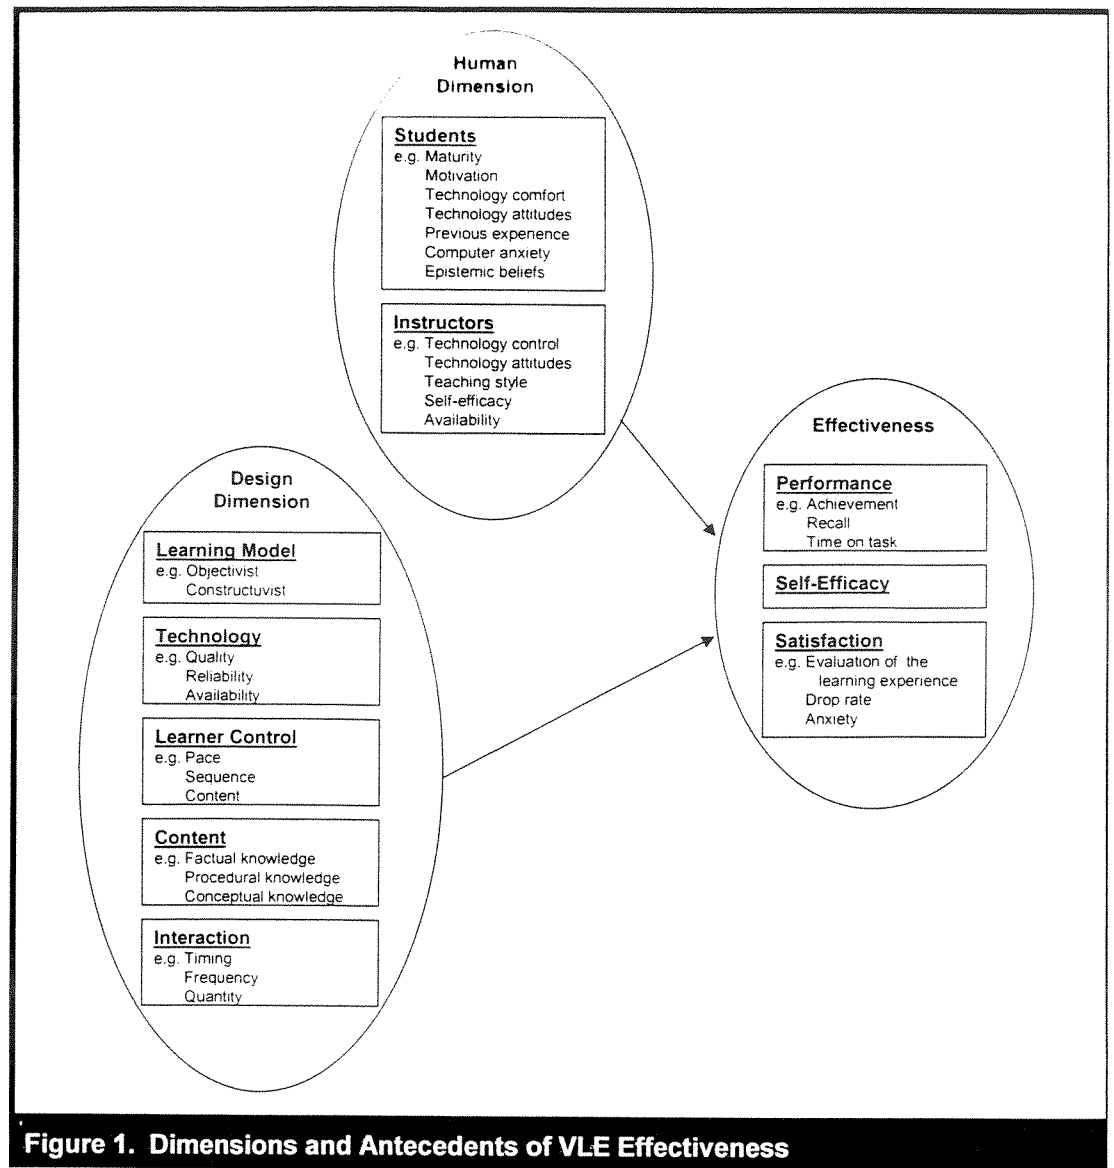 Human
Dimension
Students
e.g. Maturity
Motivation
Technology comfort
Technology attitudes
Previous experience
Computer anxiety
Epistemic beliefs
Instructors
e.g. Technology control
Technology attitudes
Teaching style
Self-efficacy
Availability
Design
Dimension
Learning Model
e.g. Objectivist
Constructuvist
Technology
e.g. Quality
Reliability
Availability
Learner Control
e.g. Pace
Sequence
Content
Content
e.g. Factual knowledge
Procedural knowledge
Conceptual knowledge
Interaction
e.g. Timing
Frequency
Quantity
Effectiveness
Performance
e.g. Achievement
Recall
Time on task
Self-Efficacy
Satisfaction
e.g. Evaluation of the
learning experience
Drop rate
Anxiety
Figure 1. Dimensions and Antecedents of VLE Effectiveness